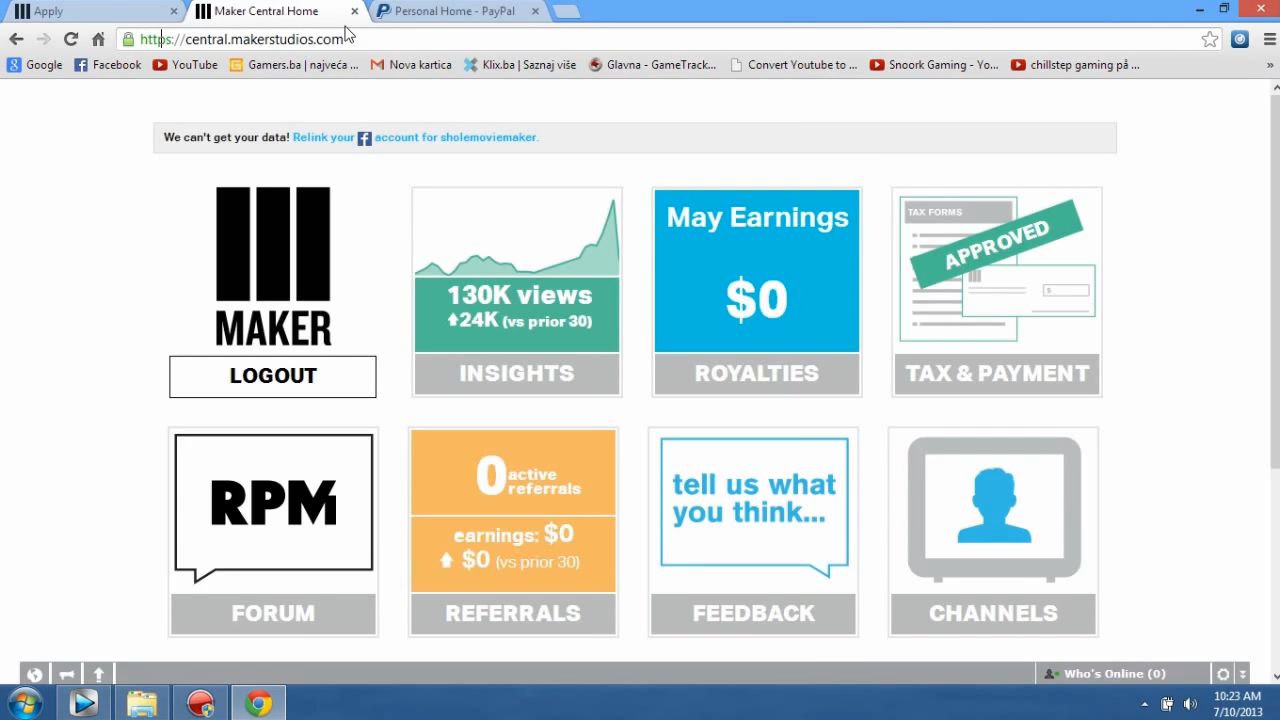 Apply
Maker Central Home
Personal Home - PayPal
https://central.makerstudios.com
Google
Facebook
YouTube
Gamers.ba | najveća ...
Nova kartica
Klix.ba | Saznaj više
Glavna - GameTrack...
Convert Youtube to ...
Snoork Gaming - Yo...
chillstep gaming på ...
»
We can't get your data! Relink your f account for sholemoviemaker.
MAKER
LOGOUT
130K views
24K (vs prior 30)
INSIGHTS
May Earnings
$0
ROYALTIES
TAX FORMS
APPROVED
$
TAX & PAYMENT
RPM
FORUM
0 active referrals
earnings: $0
$0 (vs prior 30)
REFERRALS
tell us what
you think...
FEEDBACK
CHANNELS
Who's Online (0)
10:23 AM
7/10/2013